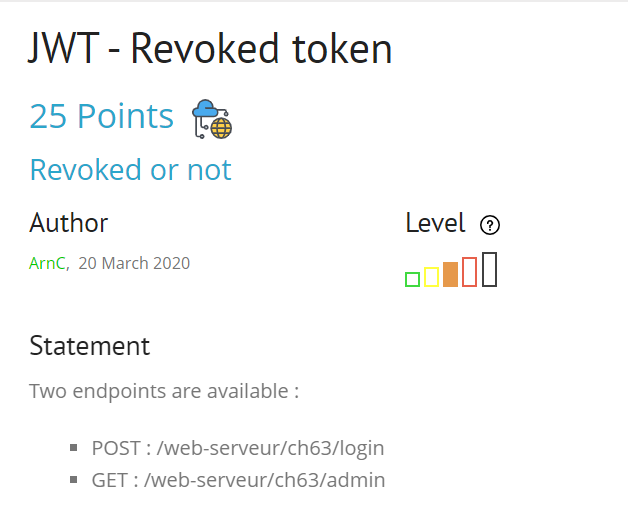 JWT - Revoked token
25 Points
Revoked or not
Author
Level ?
ArnC, 20 March 2020
Statement
Two endpoints are available :
▪ POST : /web-serveur/ch63/login
▪ GET : /web-serveur/ch63/admin